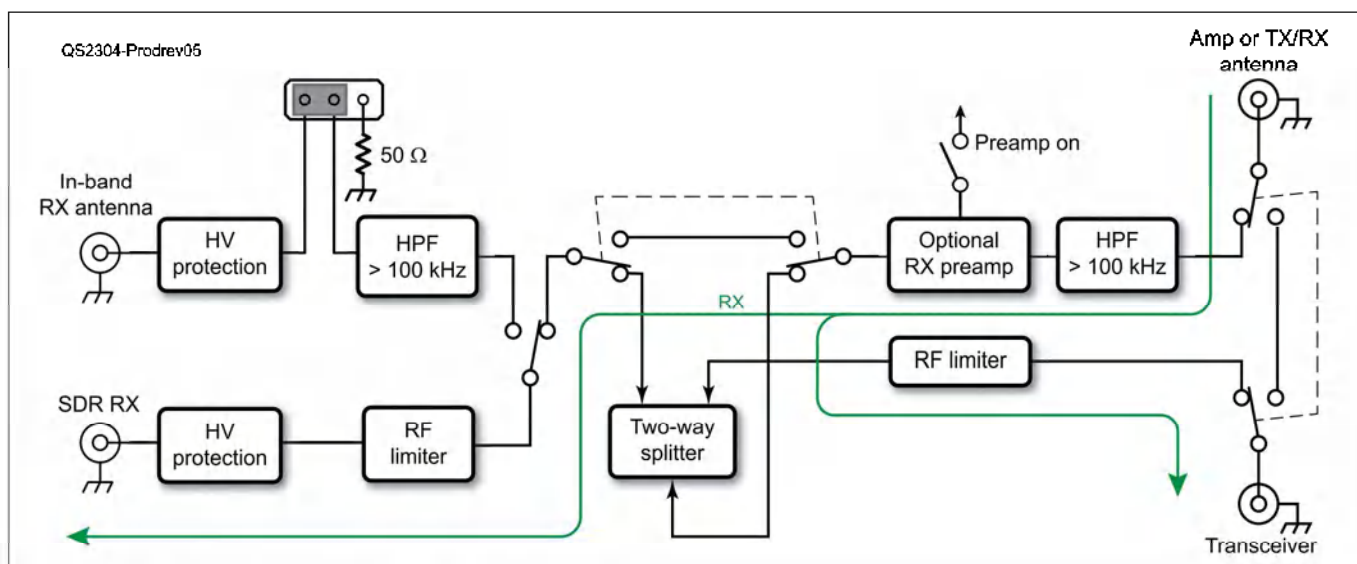 QS2304-Prodrev05
Amp or TX/RX
antenna
50 Ω
Preamp on
In-band
RX antenna
HV
protection
HPF
> 100 kHz
Optional
RX preamp
HPF
> 100 kHz
RX
RF limiter
SDR RX
HV
protection
RF
limiter
Two-way
splitter
Transceiver